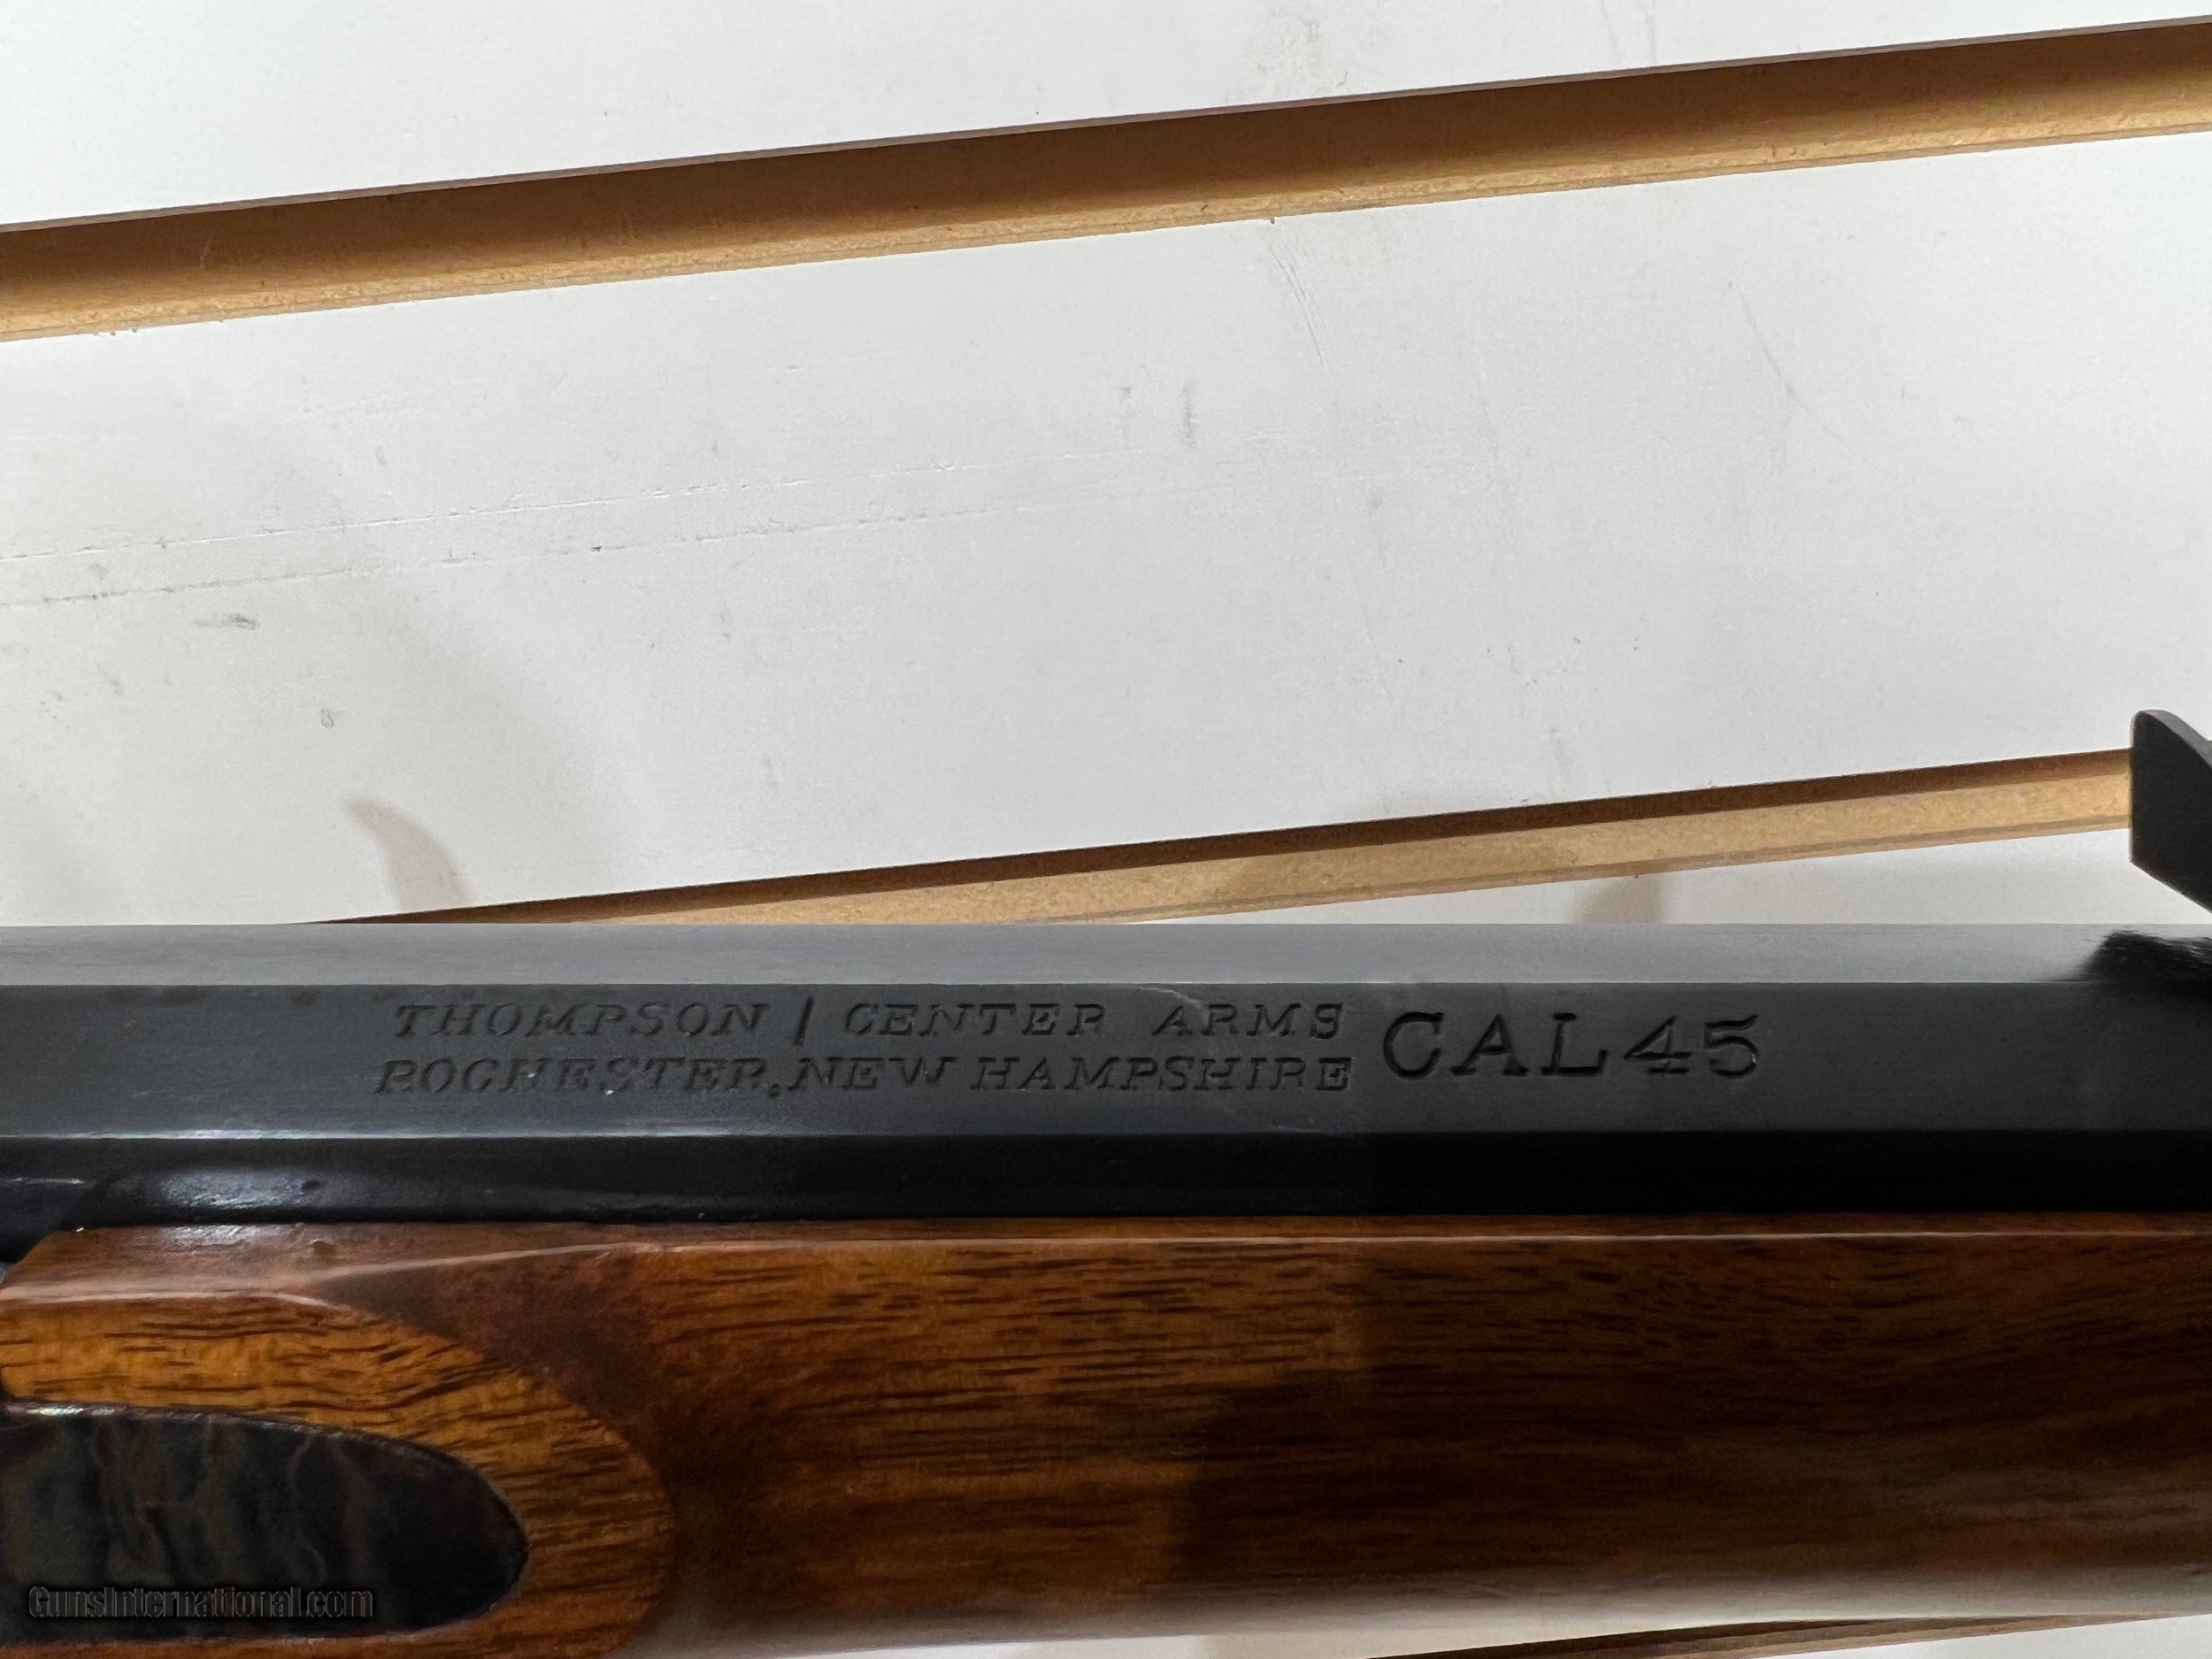 THOMPSON | CENTER ARMS
ROCHESTER, NEW HAMPSHIRE
CAL 45
GunsInternational.com